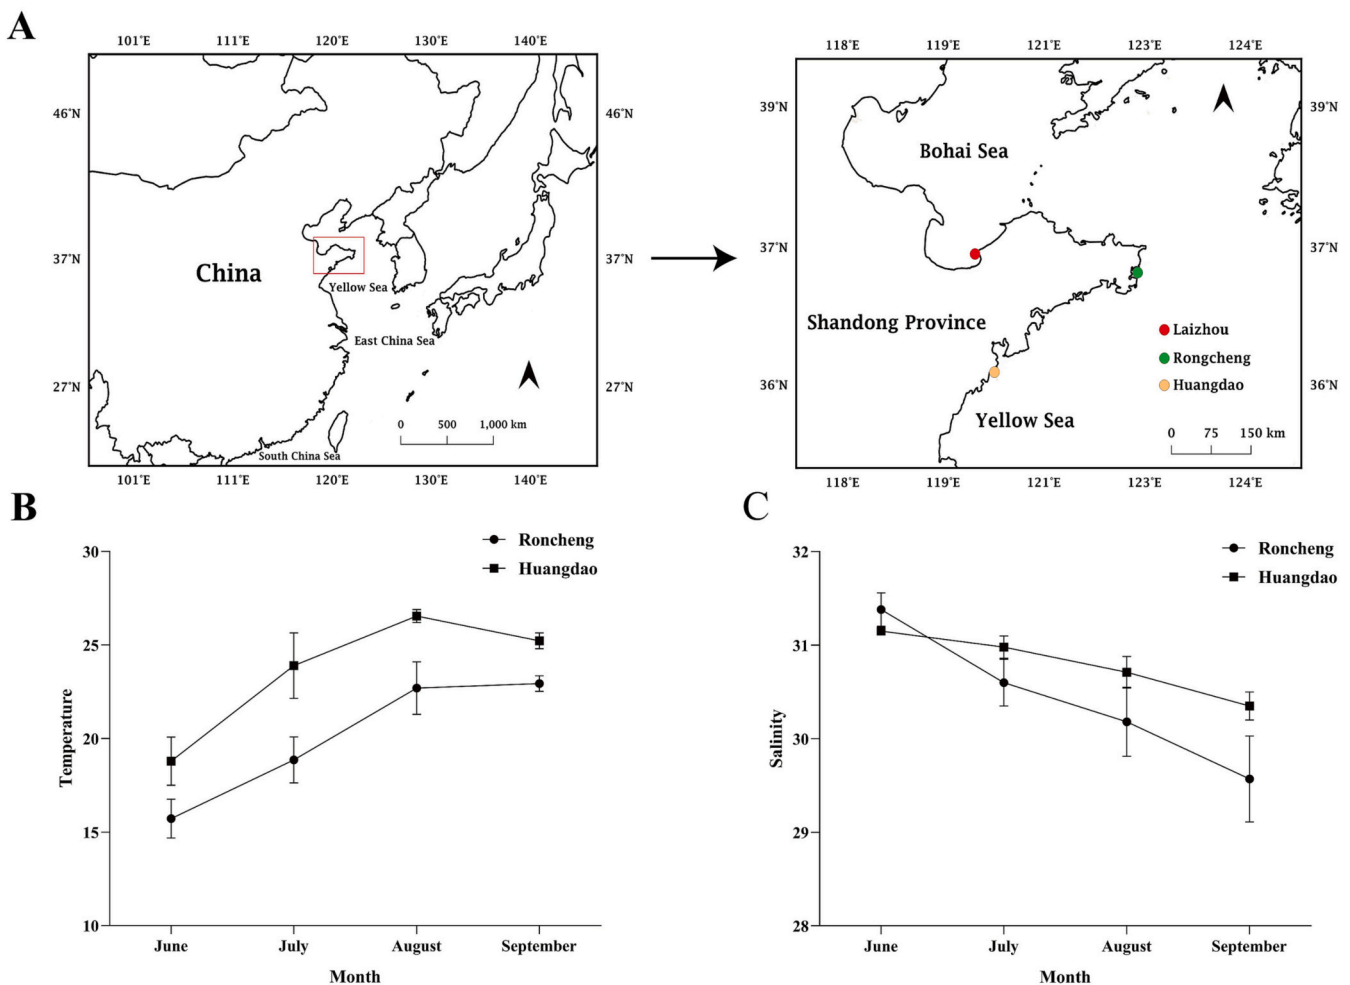 A
101°E 111°E 120°E 130°E 140°E
46°N 46°N
37°N 37°N
27°N 27°N
China
Yellow Sea
East China Sea
South China Sea
0 500 1,000 km
101°E 111°E 120°E 130°E 140°E
118°E 119°E 121°E 123°E 124°E
39°N 39°N
37°N 37°N
36°N 36°N
Bohai Sea
Shandong Province
Yellow Sea
Laizhou
Rongcheng
Huangdao
0 75 150 km
118°E 119°E 121°E 123°E 124°E
B
Roncheng
Huangdao
30
25
20
15
10
Temperature
June July August September
Month
C
Roncheng
Huangdao
32
31
30
29
28
Salinity
June July August September
Month